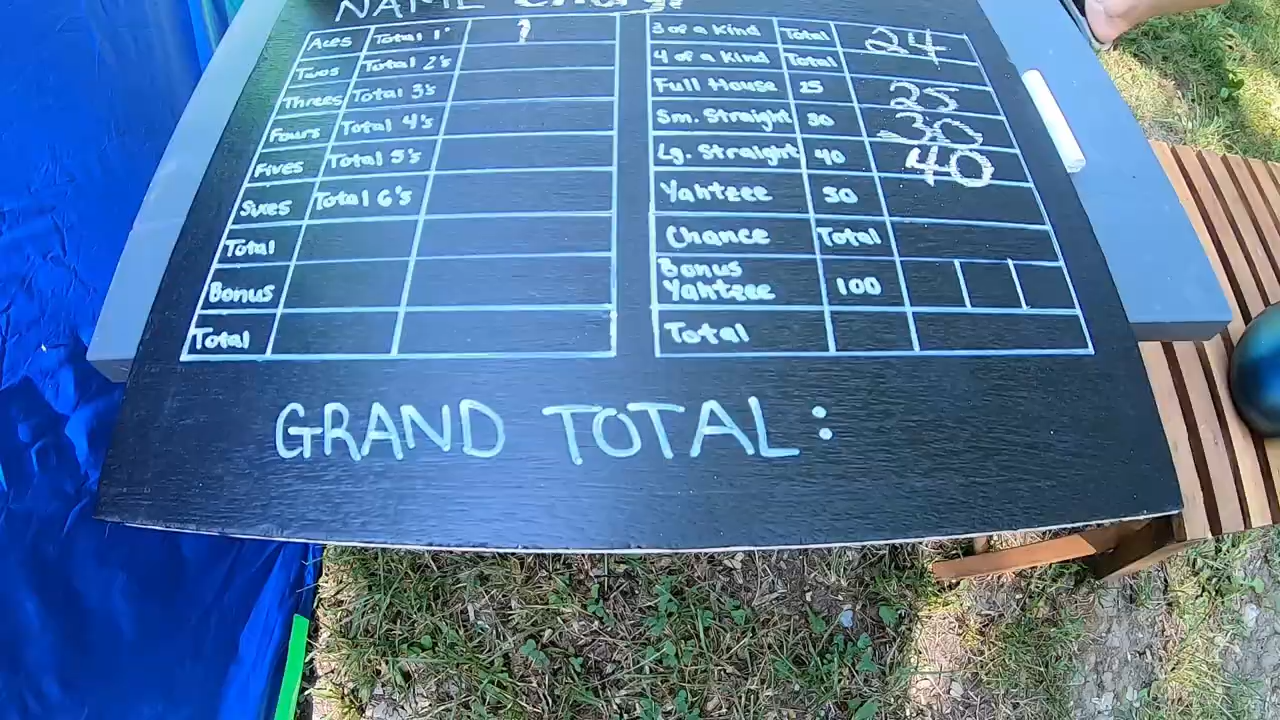 NAME
Aces Total 1's 1
Twos Total 2's
Threes Total 3's
Fours Total 4's
Fives Total 5's
Sixes Total 6's
Total
Bonus
Total
3 of a Kind Total 24
4 of a Kind Total
Full House 25 25
Sm. Straight 30 30
Lg. Straight 40 40
Yahtzee 50
Chance Total
Bonus
Yahtzee 100
Total
GRAND TOTAL: